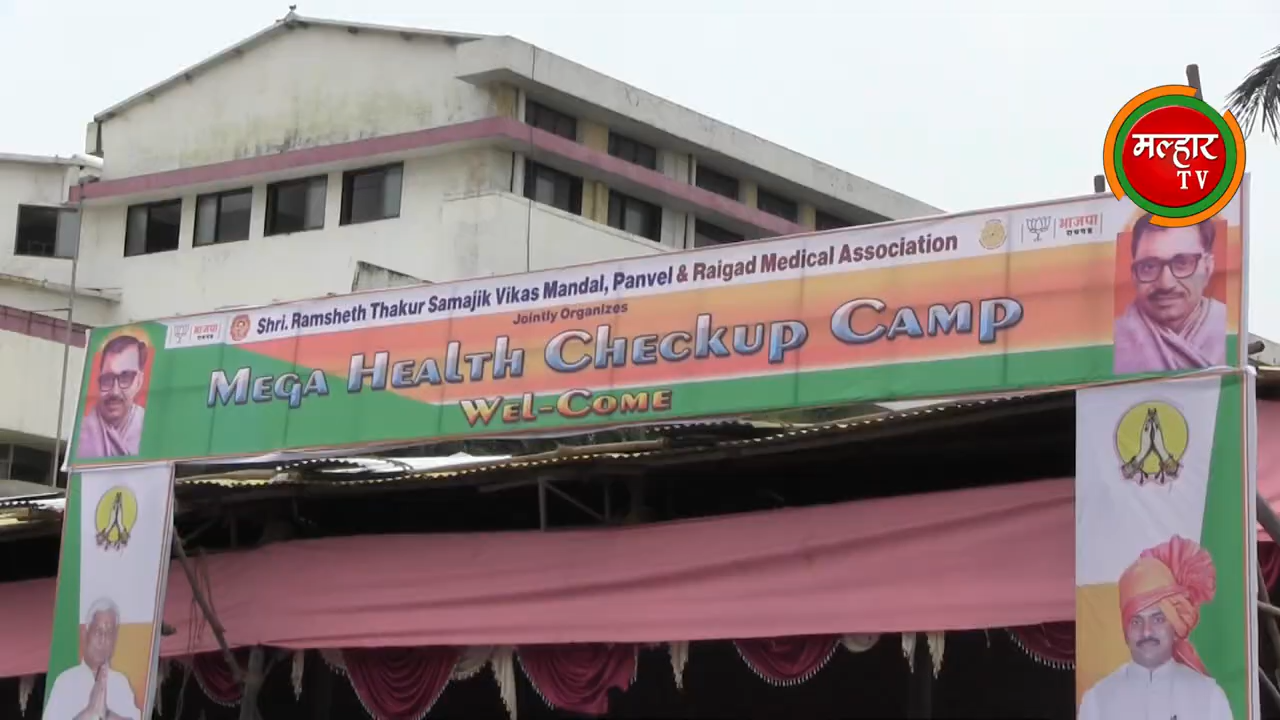 मल्हार
TV
Shri. Ramsheth Thakur Samajik Vikas Mandal, Panvel & Raigad Medical Association
Jointly Organizes
Mega Health Checkup Camp
Wel-Come
भाजपा
रायगड
भाजपा